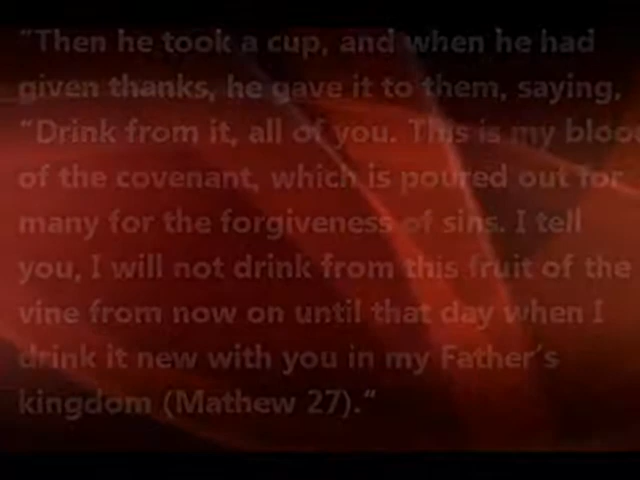 “Then he took a cup, and when he had
given thanks, he gave it to them, saying,
“Drink from it, all of you. This is my blood
of the covenant, which is poured out for
many for the forgiveness of sins. I tell
you, I will not drink from this fruit of the
vine from now on until that day when I
drink it new with you in my Father’s
kingdom (Mathew 27).“